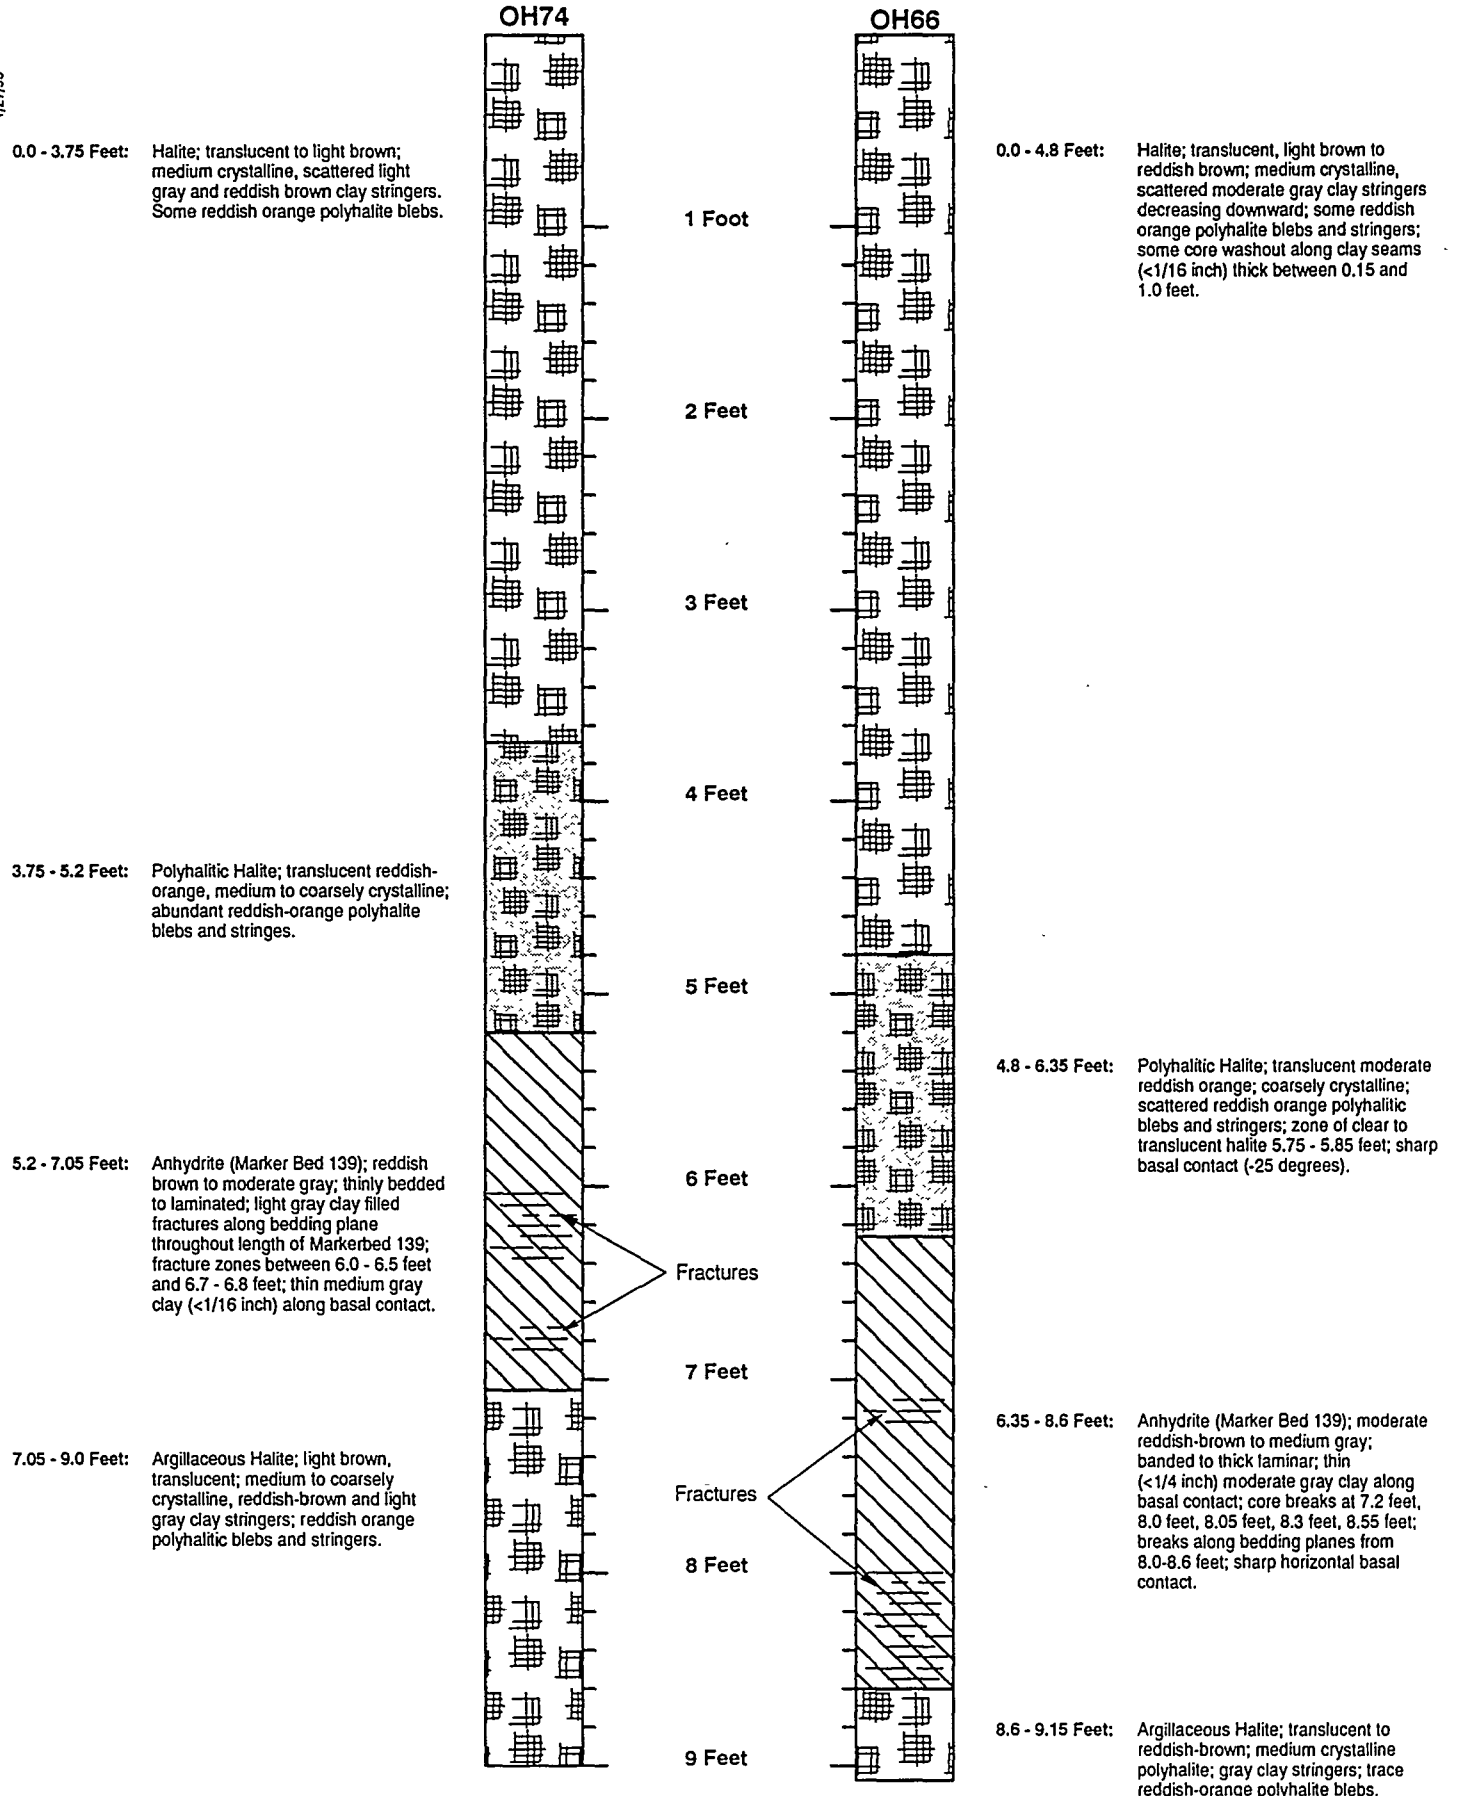 OH74
OH66
0.0 - 3.75 Feet: Halite; translucent to light brown;
medium crystalline, scattered light
gray and reddish brown clay stringers.
Some reddish orange polyhalite blebs.
3.75 - 5.2 Feet: Polyhalitic Halite; translucent reddish-
orange, medium to coarsely crystalline;
abundant reddish-orange polyhalite
blebs and stringes.
5.2 - 7.05 Feet: Anhydrite (Marker Bed 139); reddish
brown to moderate gray; thinly bedded
to laminated; light gray clay filled
fractures along bedding plane
throughout length of Markerbed 139;
fracture zones between 6.0 - 6.5 feet
and 6.7 - 6.8 feet; thin medium gray
clay (<1/16 inch) along basal contact.
7.05 - 9.0 Feet: Argillaceous Halite; light brown,
translucent; medium to coarsely
crystalline, reddish-brown and light
gray clay stringers; reddish orange
polyhalitic blebs and stringers.
1 Foot
2 Feet
3 Feet
4 Feet
5 Feet
6 Feet
Fractures
7 Feet
Fractures
8 Feet
9 Feet
0.0 - 4.8 Feet: Halite; translucent, light brown to
reddish brown; medium crystalline,
scattered moderate gray clay stringers
decreasing downward; some reddish
orange polyhalite blebs and stringers;
some core washout along clay seams
(<1/16 inch) thick between 0.15 and
1.0 feet.
4.8 - 6.35 Feet: Polyhalitic Halite; translucent moderate
reddish orange; coarsely crystalline;
scattered reddish orange polyhalitic
blebs and stringers; zone of clear to
translucent halite 5.75 - 5.85 feet; sharp
basal contact (-25 degrees).
6.35 - 8.6 Feet: Anhydrite (Marker Bed 139); moderate
reddish-brown to medium gray;
banded to thick laminar; thin
(<1/4 inch) moderate gray clay along
basal contact; core breaks at 7.2 feet,
8.0 feet, 8.05 feet, 8.3 feet, 8.55 feet;
breaks along bedding planes from
8.0-8.6 feet; sharp horizontal basal
contact.
8.6 - 9.15 Feet: Argillaceous Halite; translucent to
reddish-brown; medium crystalline
polyhalite; gray clay stringers; trace
reddish-orange polyhalite blebs.